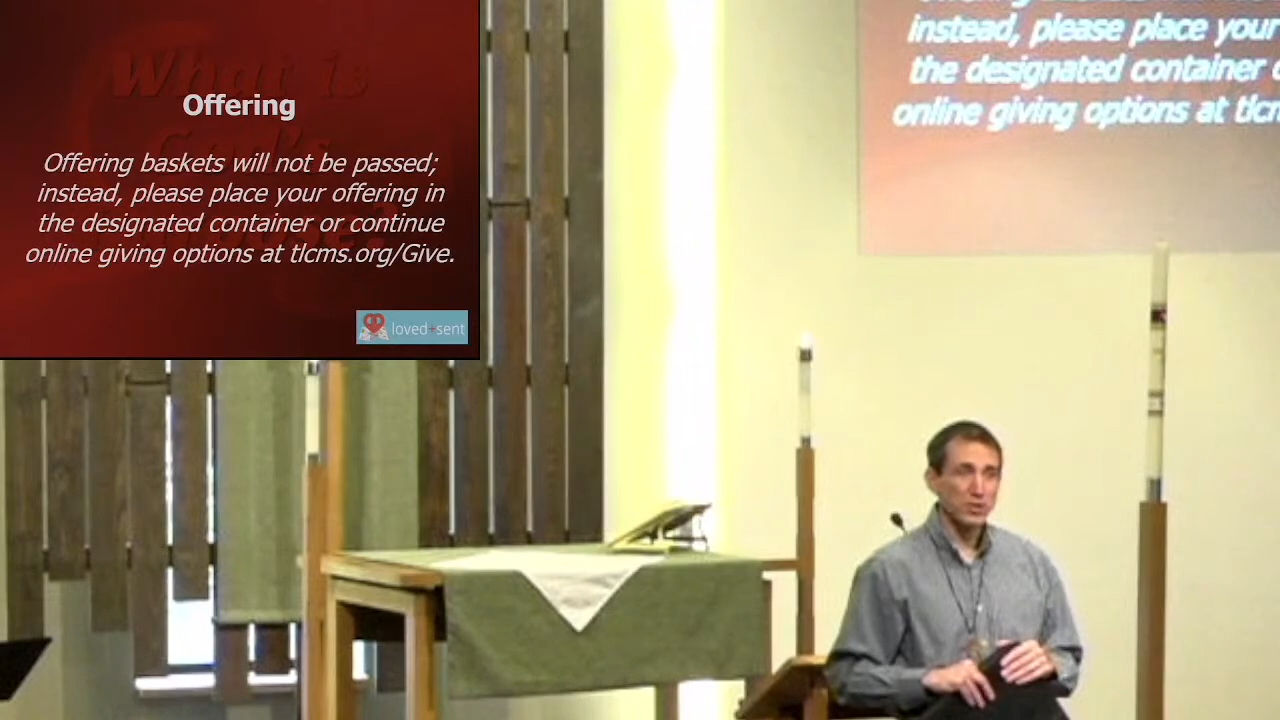 What is
Offering
Offering baskets will not be passed;
instead, please place your offering in
the designated container or continue
online giving options at tlcms.org/Give.
loved+sent
instead, please place your
the designated container
online giving options at